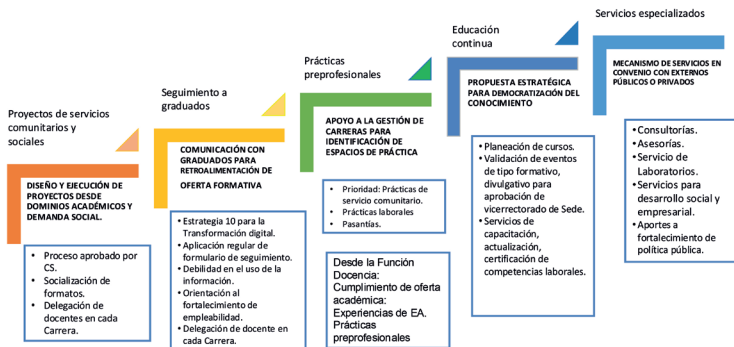 Proyectos de servicios
comunitarios y
sociales
DISEÑO Y EJECUCIÓN DE
PROYECTOS DESDE
DOMINIOS ACADÉMICOS Y
DEMANDA SOCIAL.
• Proceso aprobado por
CS.
• Socialización de
formatos.
• Delegación de
docentes en cada
Carrera.
Seguimiento a
graduados
COMUNICACIÓN CON
GRADUADOS PARA
RETROALIMENTACIÓN DE
OFERTA FORMATIVA
• Estrategia 10 para la
Transformación digital.
• Aplicación regular de
formulario de seguimiento.
• Debilidad en el uso de la
información.
• Orientación al
fortalecimiento de
empleabilidad.
• Delegación de docente en
cada Carrera.
Prácticas
preprofesionales
APOYO A LA GESTIÓN DE
CARRERAS PARA
IDENTIFICACIÓN DE
ESPACIOS DE PRÁCTICA
• Prioridad: Prácticas de
servicio comunitario.
• Prácticas laborales
• Pasantías.
Desde la Función
Docencia:
Cumplimiento de oferta
académica:
Experiencias de EA.
Prácticas
preprofesionales
Educación
continua
PROPUESTA ESTRATÉGICA
PARA DEMOCRATIZACIÓN DEL
CONOCIMIENTO
• Planeación de cursos.
• Validación de eventos
de tipo formativo,
divulgativo para
aprobación de
vicerrectorado de Sede.
• Servicios de
capacitación,
actualización,
certificación de
competencias laborales.
Servicios especializados
MECANISMO DE SERVICIOS EN
CONVENIO CON EXTERNOS
PÚBLICOS O PRIVADOS
• Consultorías.
• Asesorías.
• Servicio de
Laboratorios.
• Servicios para
desarrollo social y
empresarial.
• Aportes a
fortalecimiento de
política pública.